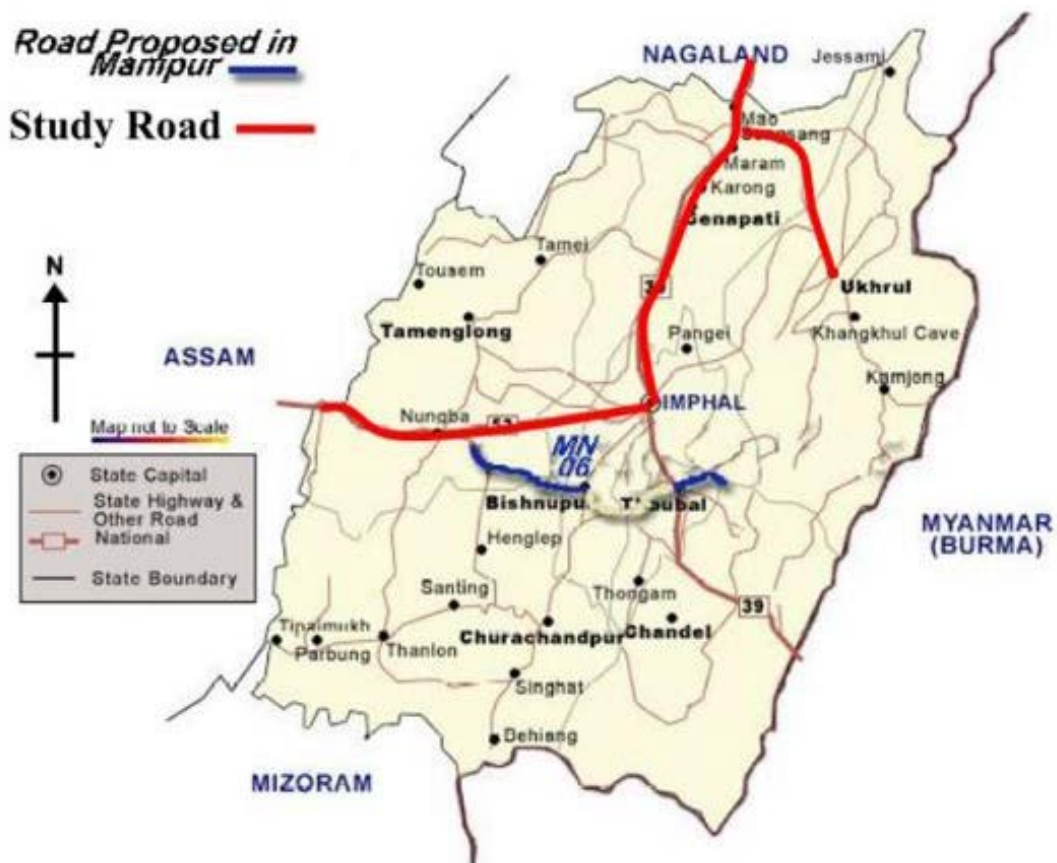 Road Proposed in
Manipur
Study Road
NAGALAND
Jessami
Mao
Maram
Karong
Senapati
N
Tamei
Tousem
Ukhrul
Tamenglong
Khangkhul Cave
Pangei
ASSAM
Kamjong
IMPHAL
Nungba
Map not to Scale
MN
06
State Capital
State Highway &
Other Road
National
State Boundary
Bishnupu
MYANMAR
(BURMA)
Henglep
Santing
Thongam
39
Tipaimukh
Parbung
Thanlon
Churachandpur
Chandel
Singhat
Dehiang
MIZORAM